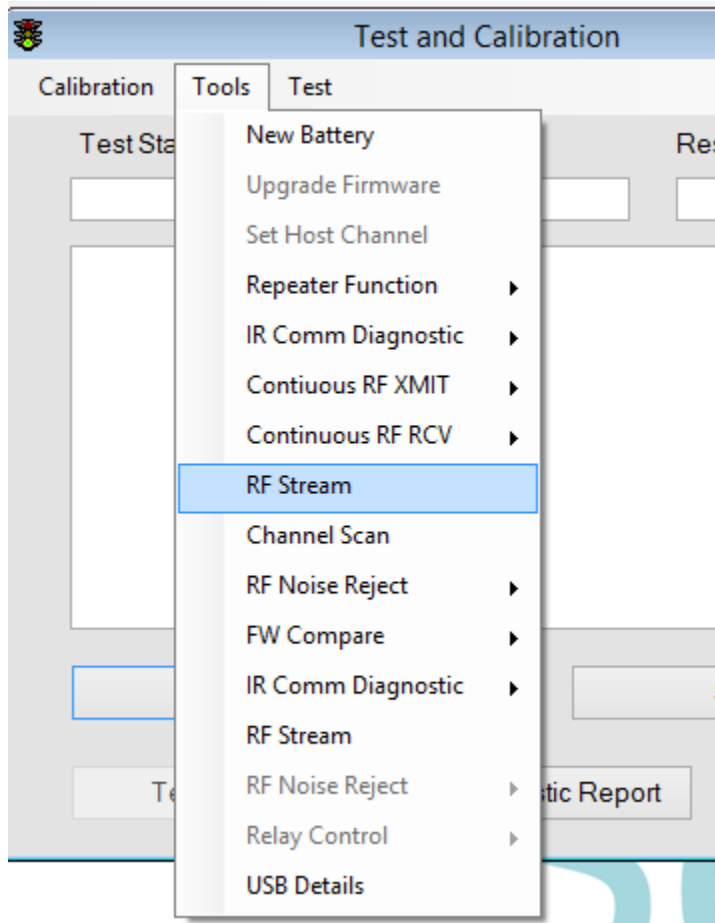 Test and Calibration
Calibration Tools Test
Test Sta Res
New Battery
Upgrade Firmware
Set Host Channel
Repeater Function
IR Comm Diagnostic
Contiuous RF XMIT
Continuous RF RCV
RF Stream
Channel Scan
RF Noise Reject
FW Compare
IR Comm Diagnostic
RF Stream
RF Noise Reject
Te stic Report
Relay Control
USB Details